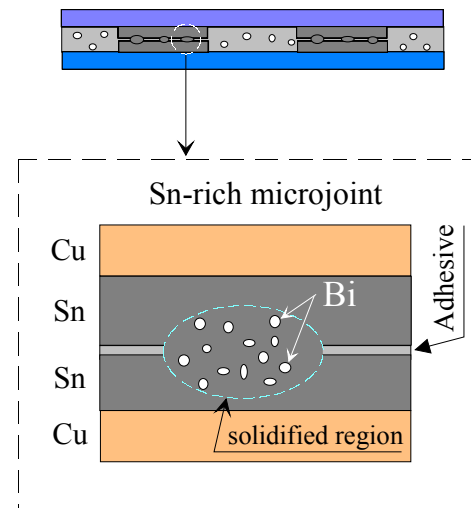 Sn-rich microjoint
Cu
Sn
Bi
Adhesive
Sn
Cu
solidified region